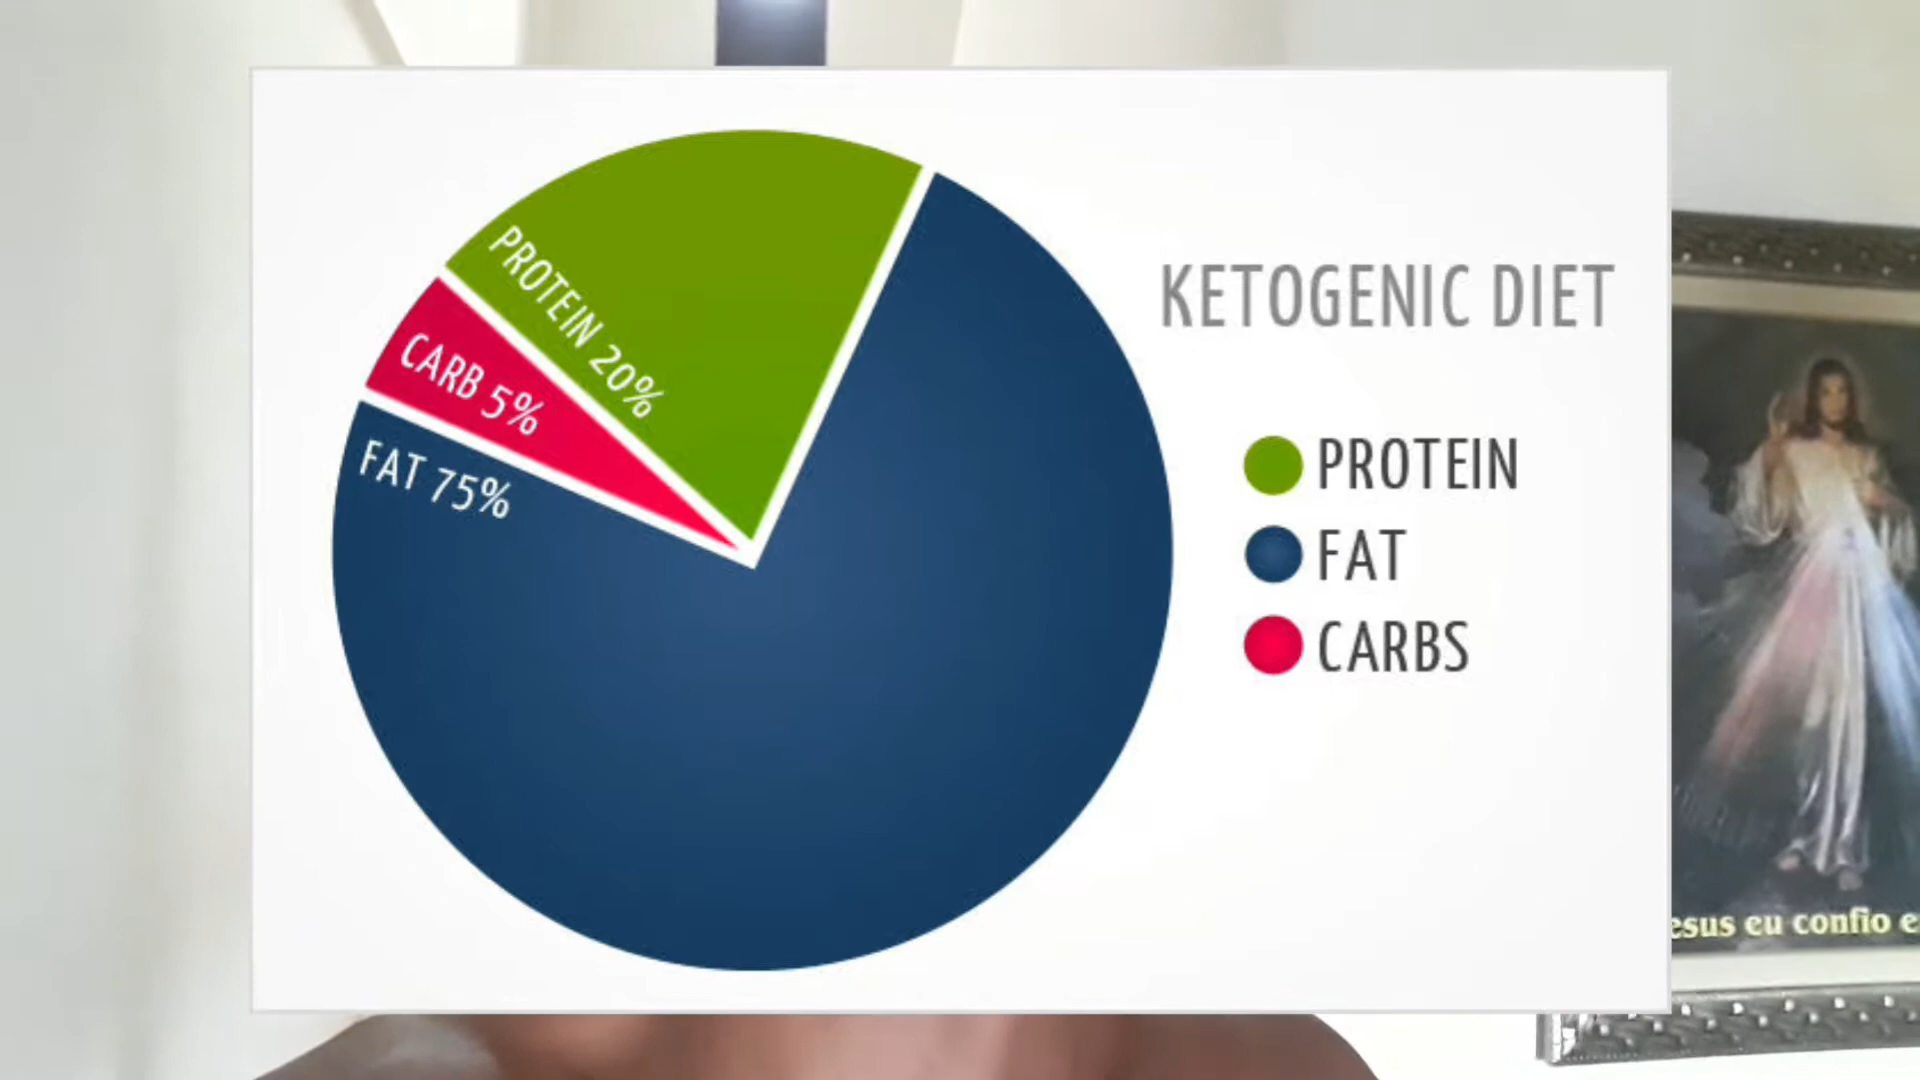 PROTEIN 20%
CARB 5%
FAT 75%
KETOGENIC DIET
PROTEIN
FAT
CARBS
esus eu confio e